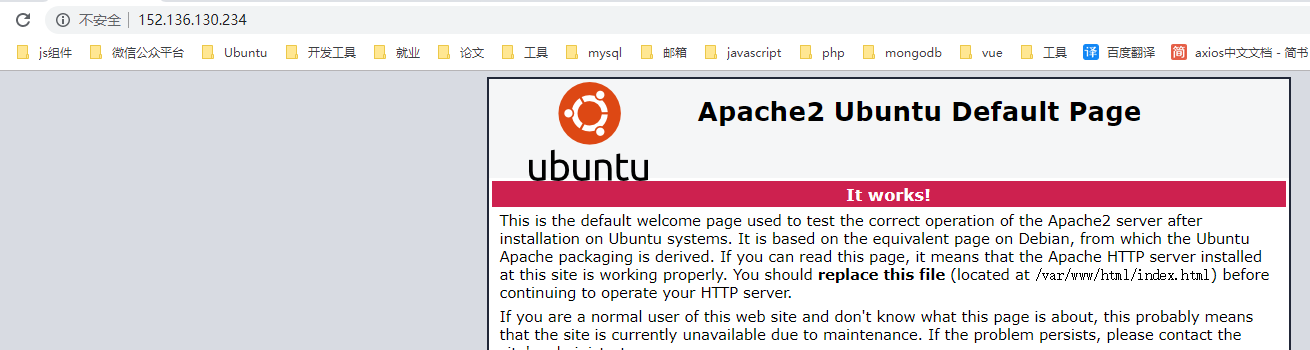 不安全 152.136.130.234
js组件 微信公众平台 Ubuntu 开发工具 就业 论文 工具 mysql 邮箱 javascript php mongodb vue 工具 译 百度翻译 简 axios中文文档 - 简书
Apache2 Ubuntu Default Page
ubuntu
It works!
This is the default welcome page used to test the correct operation of the Apache2 server after
installation on Ubuntu systems. It is based on the equivalent page on Debian, from which the Ubuntu
Apache packaging is derived. If you can read this page, it means that the Apache HTTP server installed
at this site is working properly. You should replace this file (located at /var/www/html/index.html) before
continuing to operate your HTTP server.
If you are a normal user of this web site and don't know what this page is about, this probably means
that the site is currently unavailable due to maintenance. If the problem persists, please contact the